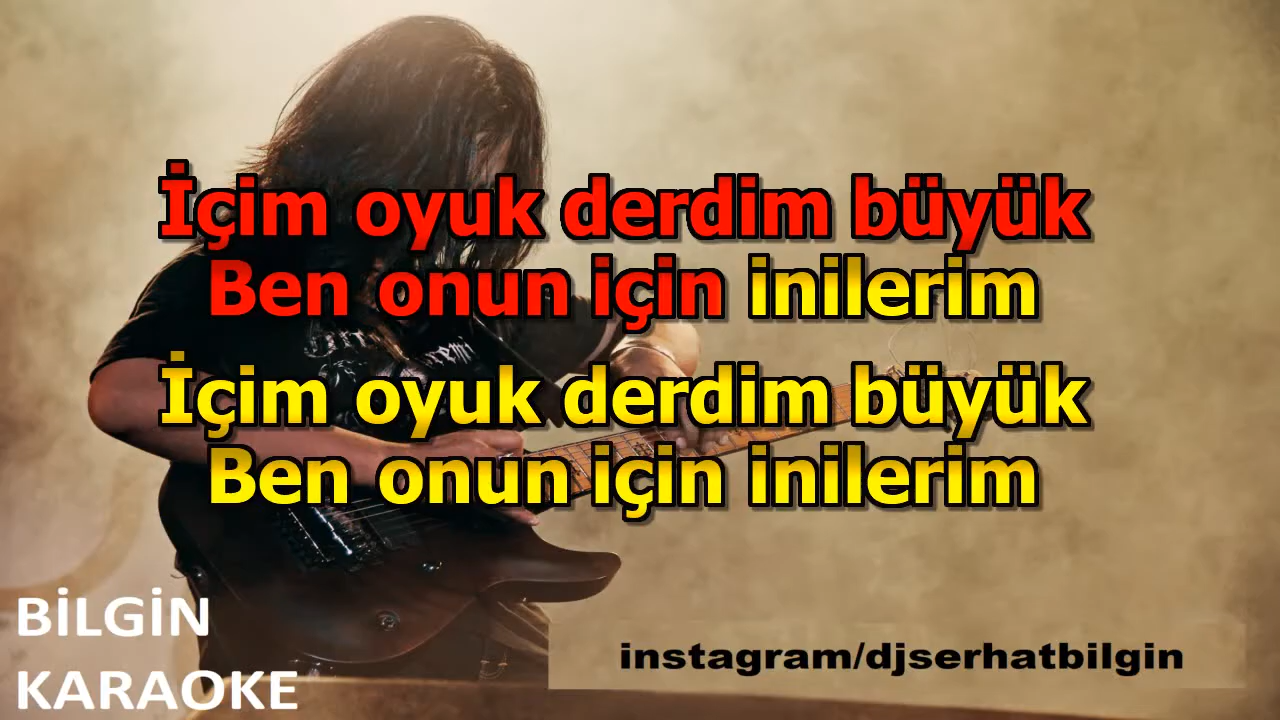 İçim oyuk derdim büyük
Ben onun için inilerim
İçim oyuk derdim büyük
Ben onun için inilerim
BİLGİN
KARAOKE
instagram/djserhatbilgin